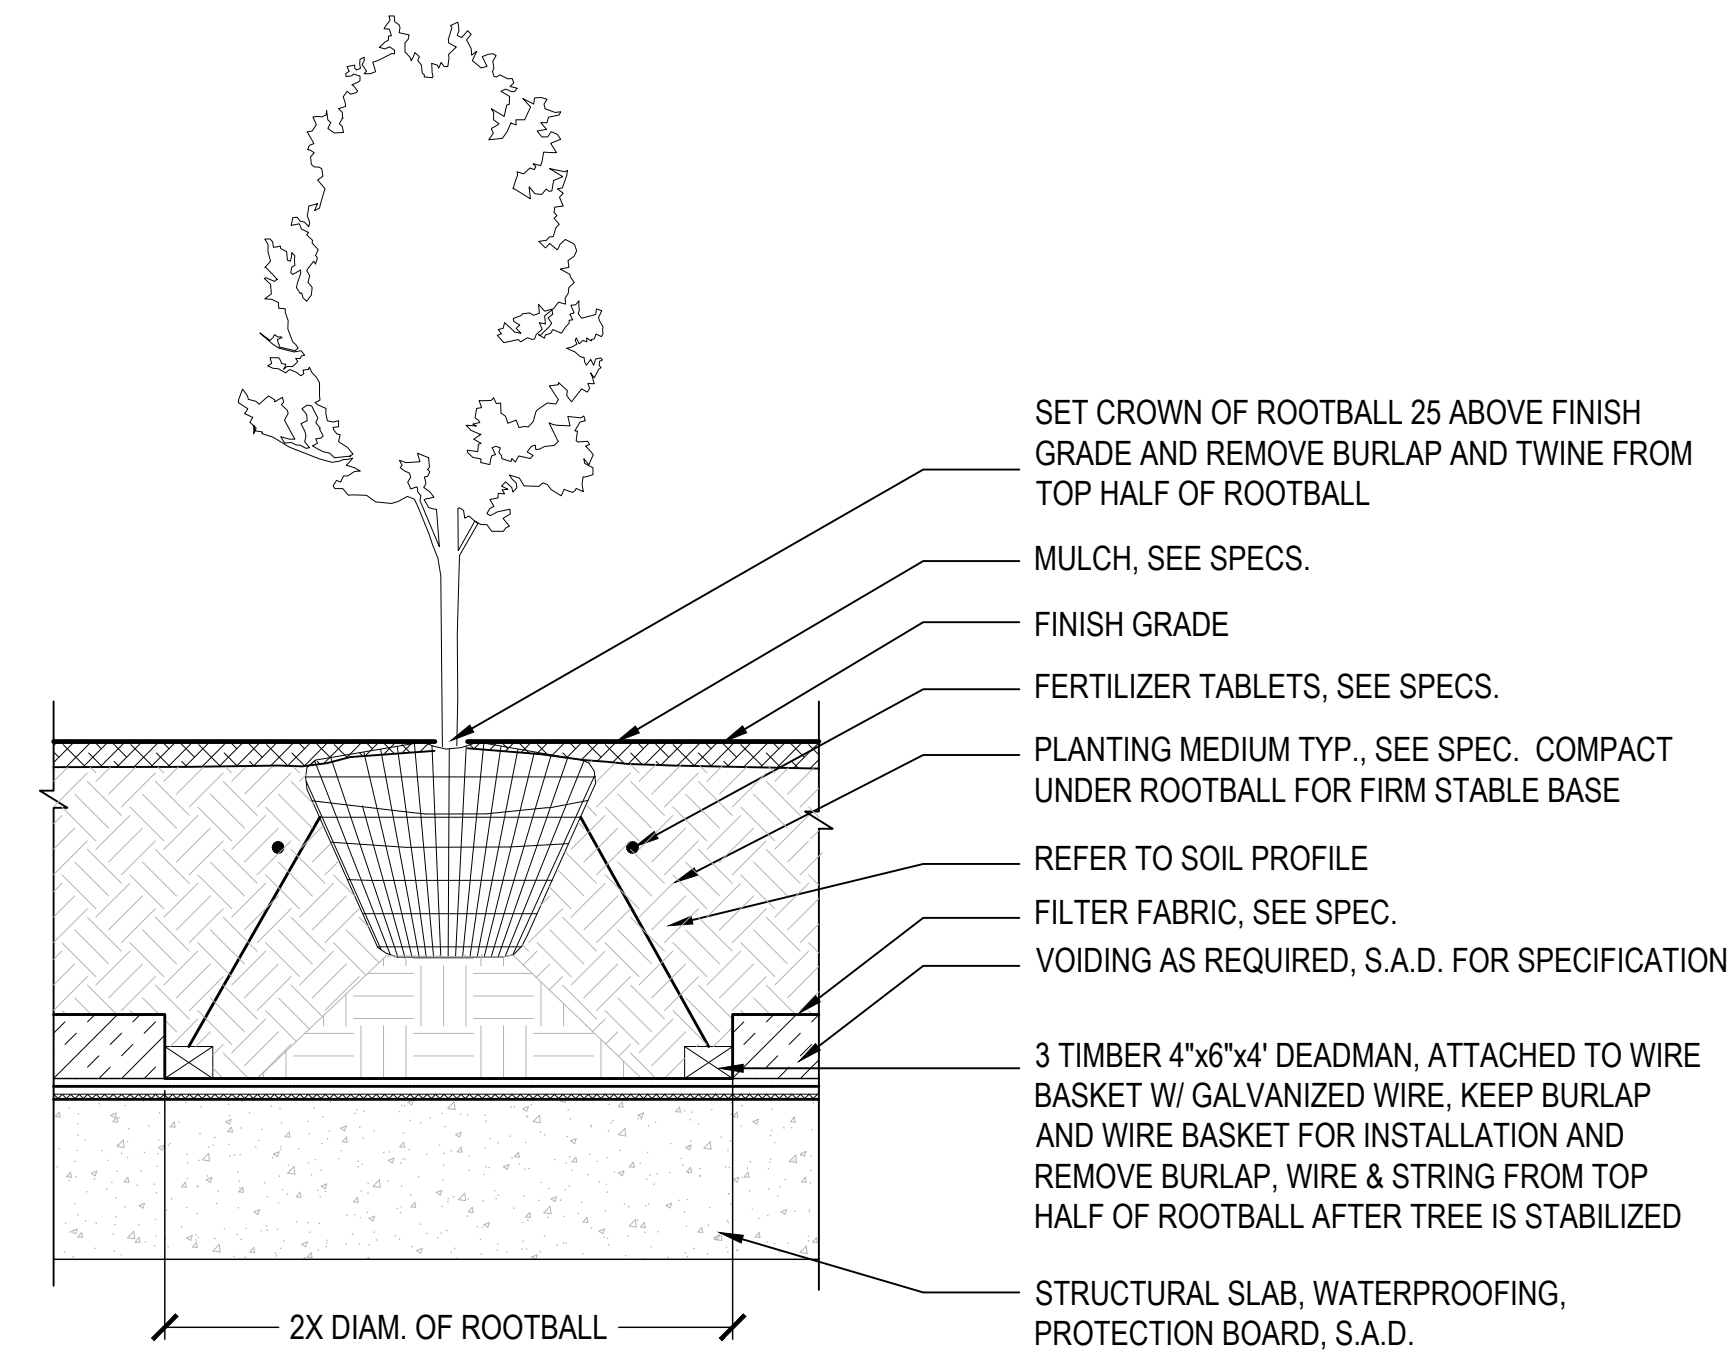 SET CROWN OF ROOTBALL 25 ABOVE FINISH
GRADE AND REMOVE BURLAP AND TWINE FROM
TOP HALF OF ROOTBALL
MULCH, SEE SPECS.
FINISH GRADE
FERTILIZER TABLETS, SEE SPECS.
PLANTING MEDIUM TYP., SEE SPEC. COMPACT
UNDER ROOTBALL FOR FIRM STABLE BASE
REFER TO SOIL PROFILE
FILTER FABRIC, SEE SPEC.
VOIDING AS REQUIRED, S.A.D. FOR SPECIFICATION
3 TIMBER 4"x6"x4' DEADMAN, ATTACHED TO WIRE
BASKET W/ GALVANIZED WIRE, KEEP BURLAP
AND WIRE BASKET FOR INSTALLATION AND
REMOVE BURLAP, WIRE & STRING FROM TOP
HALF OF ROOTBALL AFTER TREE IS STABILIZED
STRUCTURAL SLAB, WATERPROOFING,
PROTECTION BOARD, S.A.D.
2X DIAM. OF ROOTBALL